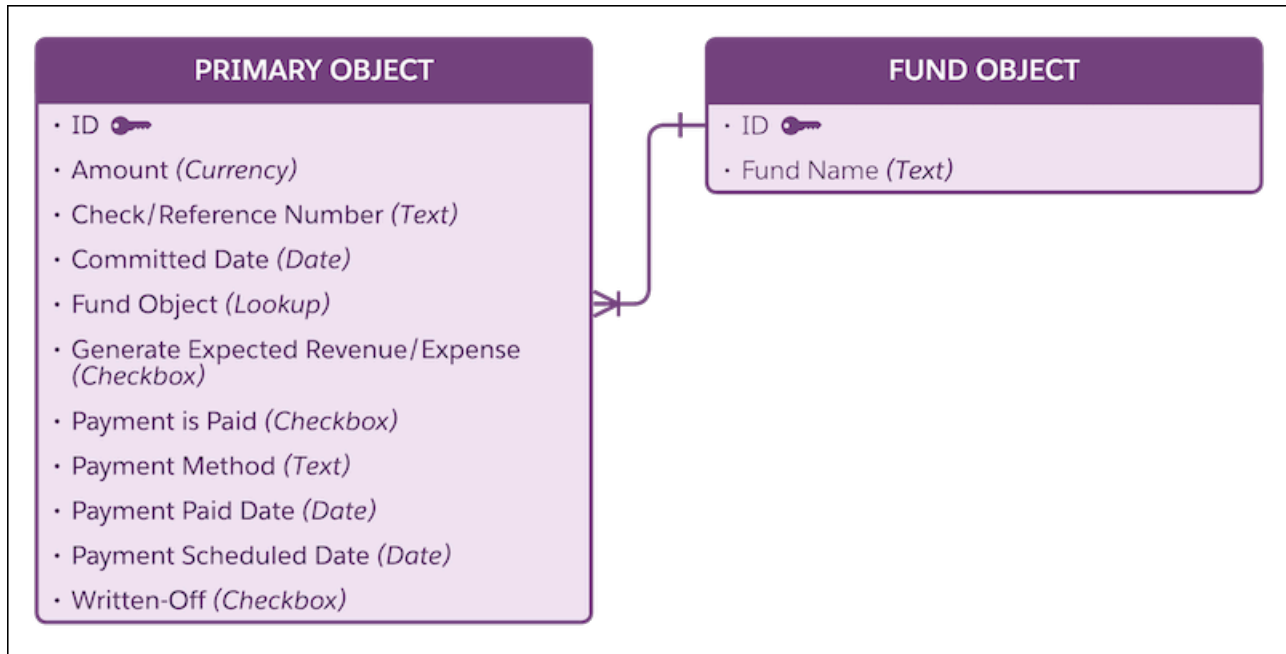 PRIMARY OBJECT
· ID
· Amount (Currency)
· Check/Reference Number (Text)
· Committed Date (Date)
· Fund Object (Lookup)
· Generate Expected Revenue/Expense
(Checkbox)
· Payment is Paid (Checkbox)
· Payment Method (Text)
· Payment Paid Date (Date)
· Payment Scheduled Date (Date)
· Written-Off (Checkbox)
FUND OBJECT
· ID
· Fund Name (Text)